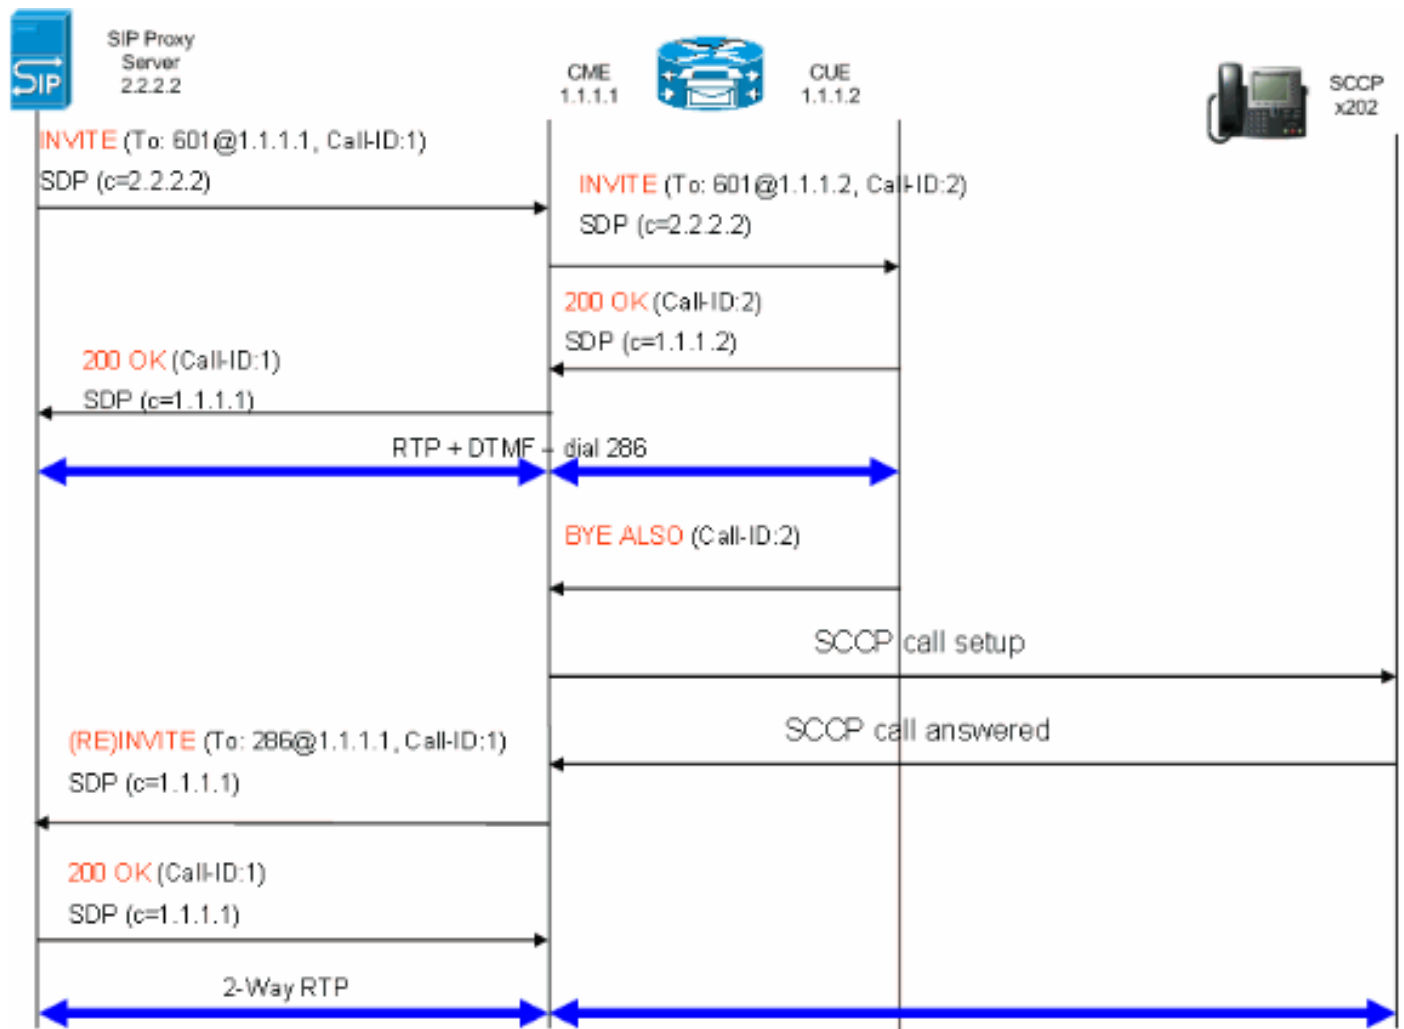 SIP
SIP Proxy
Server
2.2.2.2
CME
1.1.1.1
CUE
1.1.1.2
SCCP
x202
INVITE (To: 601@1.1.1.1, Call-ID:1)
SDP (c=2.2.2.2)
INVITE (To: 601@1.1.1.2, Call-ID:2)
SDP (c=2.2.2.2)
200 OK (Call-ID:2)
SDP (c=1.1.1.2)
200 OK (Call-ID:1)
SDP (c=1.1.1.1)
RTP + DTMF – dial 286
BYE ALSO (Call-ID:2)
SCCP call setup
SCCP call answered
(RE)INVITE (To: 286@1.1.1.1, Call-ID:1)
SDP (c=1.1.1.1)
200 OK (Call-ID:1)
SDP (c=1.1.1.1)
2-Way RTP